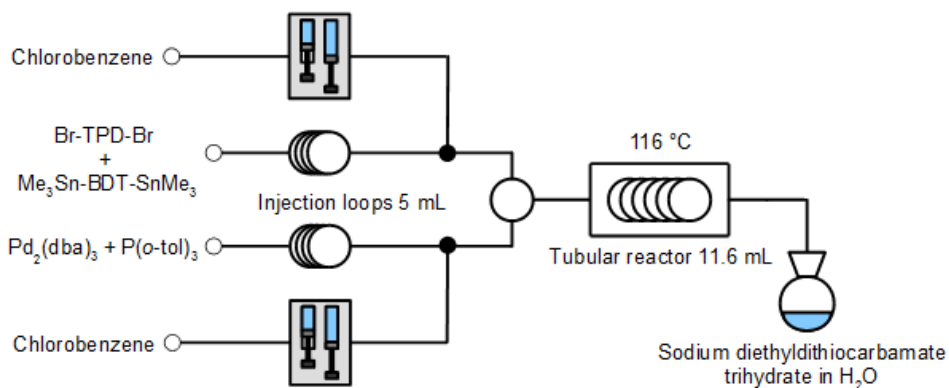 Chlorobenzene
Br-TPD-Br
+
Me₃Sn-BDT-SnMe₃
Injection loops 5 mL
Pd₂(dba)₃ + P(o-tol)₃
Chlorobenzene
116 °C
Tubular reactor 11.6 mL
Sodium diethyldithiocarbamate
trihydrate in H₂O